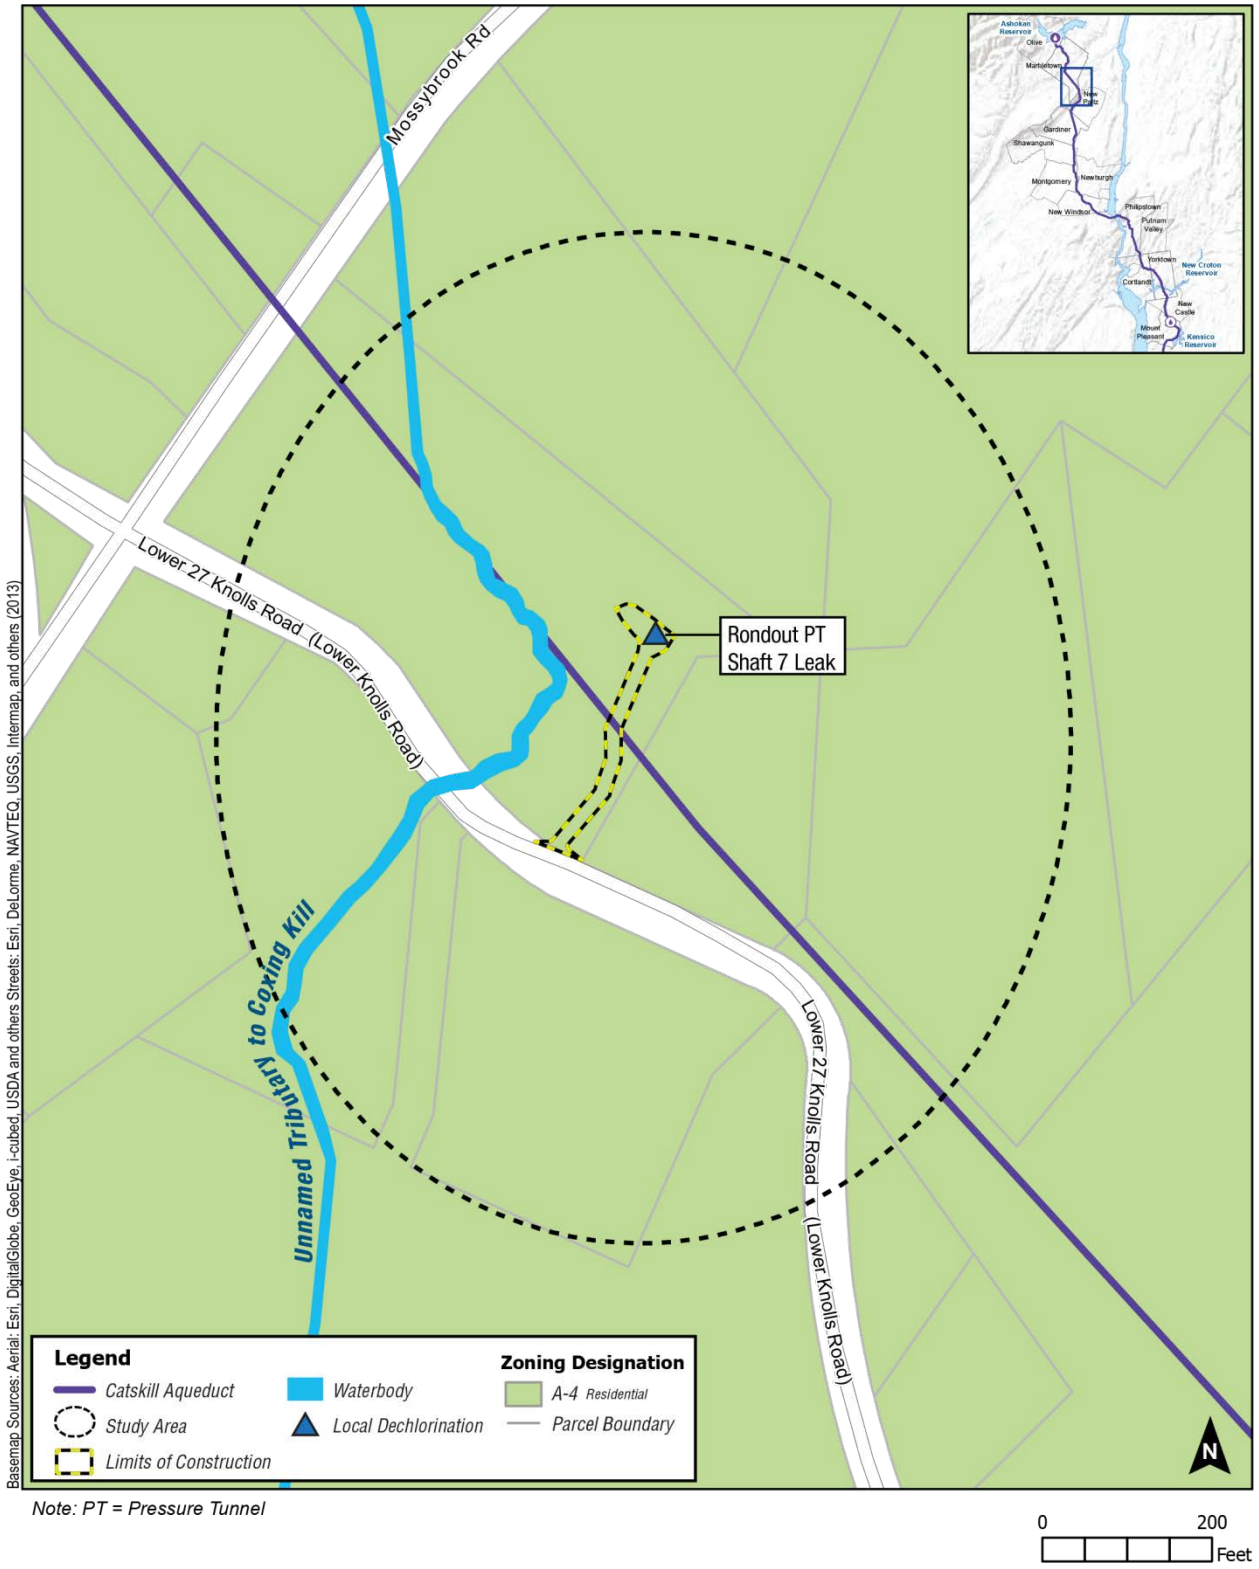 Mossybrook Rd
Ashokan
Reservoir
Olive
Marbletown
New
Paltz
Gardiner
Shawangunk
Montgomery
Newburgh
New Windsor
Philipstown
Putnam
Valley
Yorktown
New Croton
Reservoir
Cortlandt
New
Castle
Mount
Pleasant
Kensico
Reservoir
Lower 27 Knolls Road (Lower Knolls Road)
Rondout PT
Shaft 7 Leak
Unnamed Tributary to Coxing Kill
Lower 27 Knolls Road (Lower Knolls Road)
Basemap Sources: Aerial: Esri, DigitalGlobe, GeoEye, i-cubed, USDA and others Streets: Esri, DeLorme, NAVTEQ, USGS, Intermap, and others (2013)
Legend
Catskill Aqueduct
Study Area
Limits of Construction
Waterbody
Local Dechlorination
Zoning Designation
A-4 Residential
Parcel Boundary
N
Note: PT = Pressure Tunnel
0 200
Feet